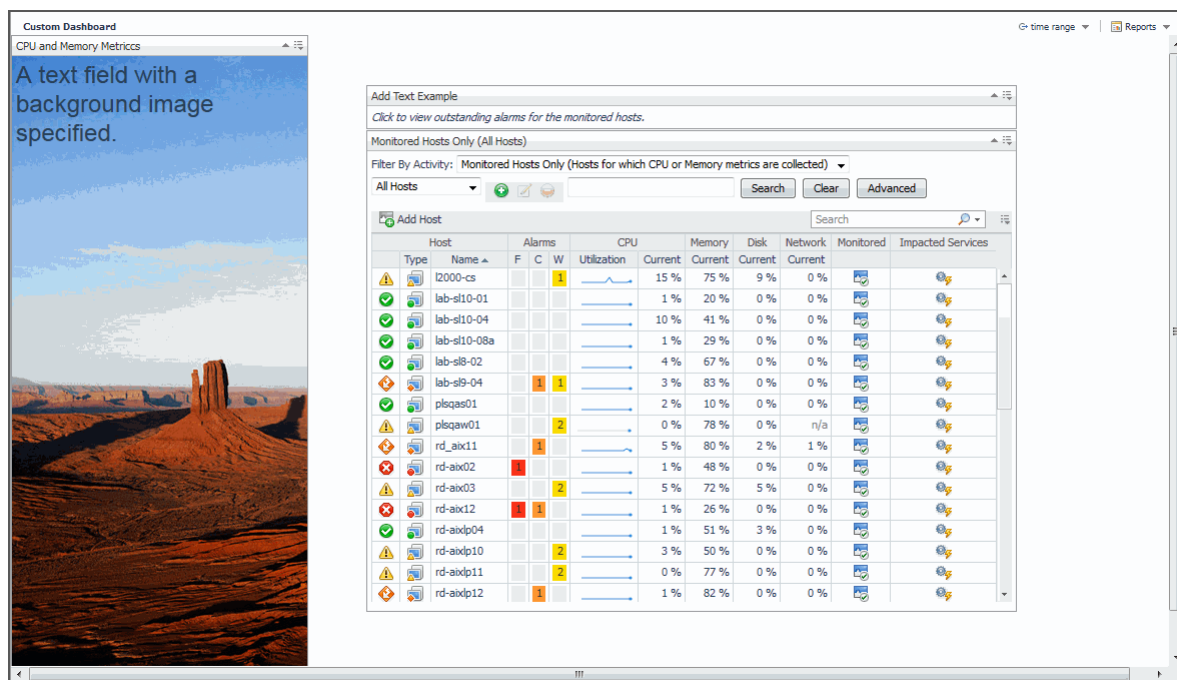 Custom Dashboard
time range
Reports
CPU and Memory Metriccs
A text field with a
background image
specified.
Add Text Example
Click to view outstanding alarms for the monitored hosts.
Monitored Hosts Only (All Hosts)
Filter By Activity: Monitored Hosts Only (Hosts for which CPU or Memory metrics are collected)
All Hosts Search Clear Advanced
Add Host Search
Host Alarms CPU Memory Disk Network Monitored Impacted Services
Type Name F C W Utilization Current Current Current Current
l2000-cs 1 15 % 75 % 9 % 0 %
lab-sl10-01 1 % 20 % 0 % 0 %
lab-sl10-04 10 % 41 % 0 % 0 %
lab-sl10-08a 1 % 29 % 0 % 0 %
lab-sl8-02 4 % 67 % 0 % 0 %
lab-sl9-04 1 1 3 % 83 % 0 % 0 %
plsqas01 2 % 10 % 0 % 0 %
plsqaw01 2 0 % 78 % 0 % n/a
rd_aix11 1 5 % 80 % 2 % 1 %
rd-aix02 1 1 % 48 % 0 % 0 %
rd-aix03 2 5 % 72 % 5 % 0 %
rd-aix12 1 1 1 % 26 % 0 % 0 %
rd-aixlp04 1 % 51 % 3 % 0 %
rd-aixlp10 2 3 % 50 % 0 % 0 %
rd-aixlp11 2 0 % 77 % 0 % 0 %
rd-aixlp12 1 1 % 82 % 0 % 0 %